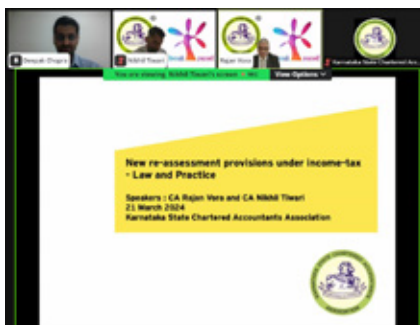 Deepak Chopra
Nikhil Tiwari
Rajan Vora
Karnataka State Chartered Acc...
You are viewing Nikhil Tiwari's screen
View Options
New re-assessment provisions under income-tax
- Law and Practice
Speakers : CA Rajan Vora and CA Nikhil Tiwari
21 March 2024
Karnataka State Chartered Accountants Association